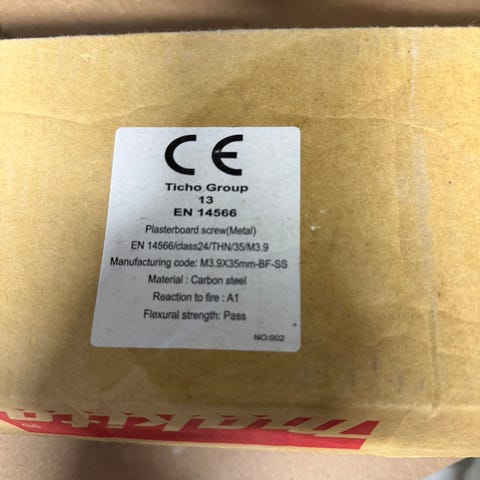 CE
Ticho Group
13
EN 14566
Plasterboard screw(Metal)
EN 14566/class24/THN/35/M3.9
Manufacturing code: M3.9X35mm-BF-SS
Material : Carbon steel
Reaction to fire : A1
Flexural strength: Pass
NO:002